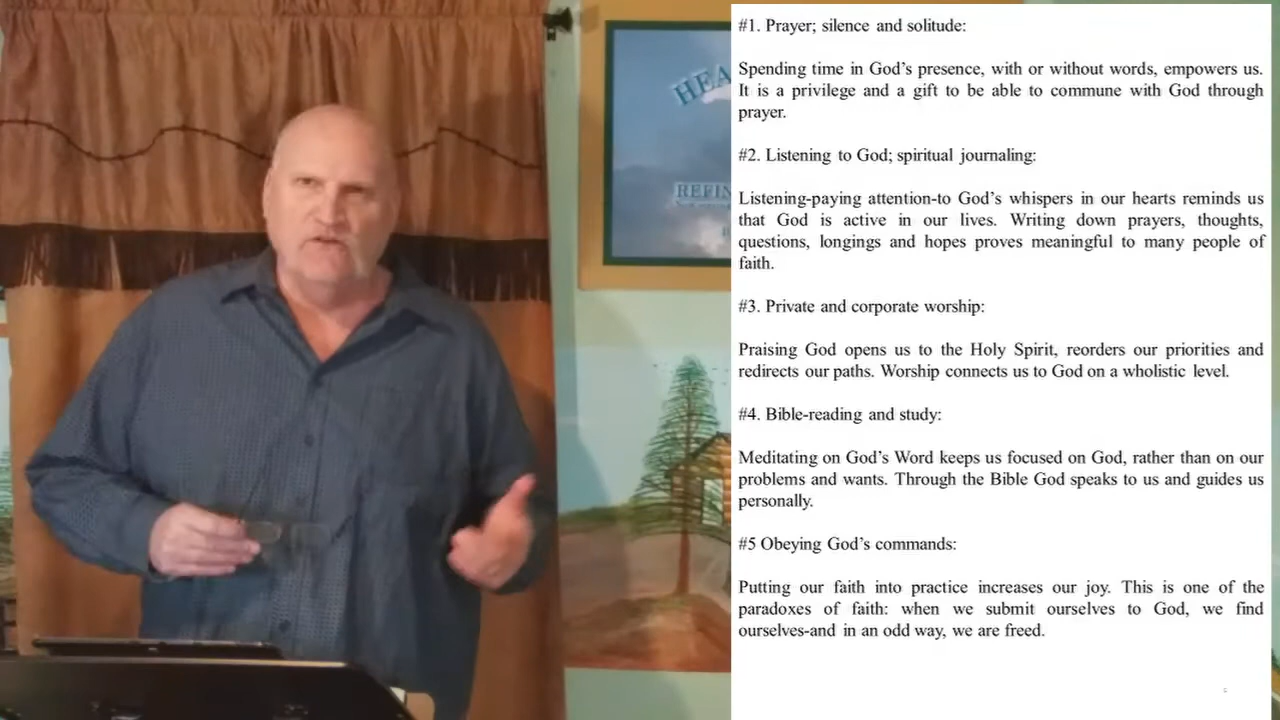 HEA
REFIN
#1. Prayer; silence and solitude:
Spending time in God’s presence, with or without words, empowers us.
It is a privilege and a gift to be able to commune with God through
prayer.
#2. Listening to God; spiritual journaling:
Listening-paying attention-to God’s whispers in our hearts reminds us
that God is active in our lives. Writing down prayers, thoughts,
questions, longings and hopes proves meaningful to many people of
faith.
#3. Private and corporate worship:
Praising God opens us to the Holy Spirit, reorders our priorities and
redirects our paths. Worship connects us to God on a wholistic level.
#4. Bible-reading and study:
Meditating on God’s Word keeps us focused on God, rather than on our
problems and wants. Through the Bible God speaks to us and guides us
personally.
#5 Obeying God’s commands:
Putting our faith into practice increases our joy. This is one of the
paradoxes of faith: when we submit ourselves to God, we find
ourselves-and in an odd way, we are freed.